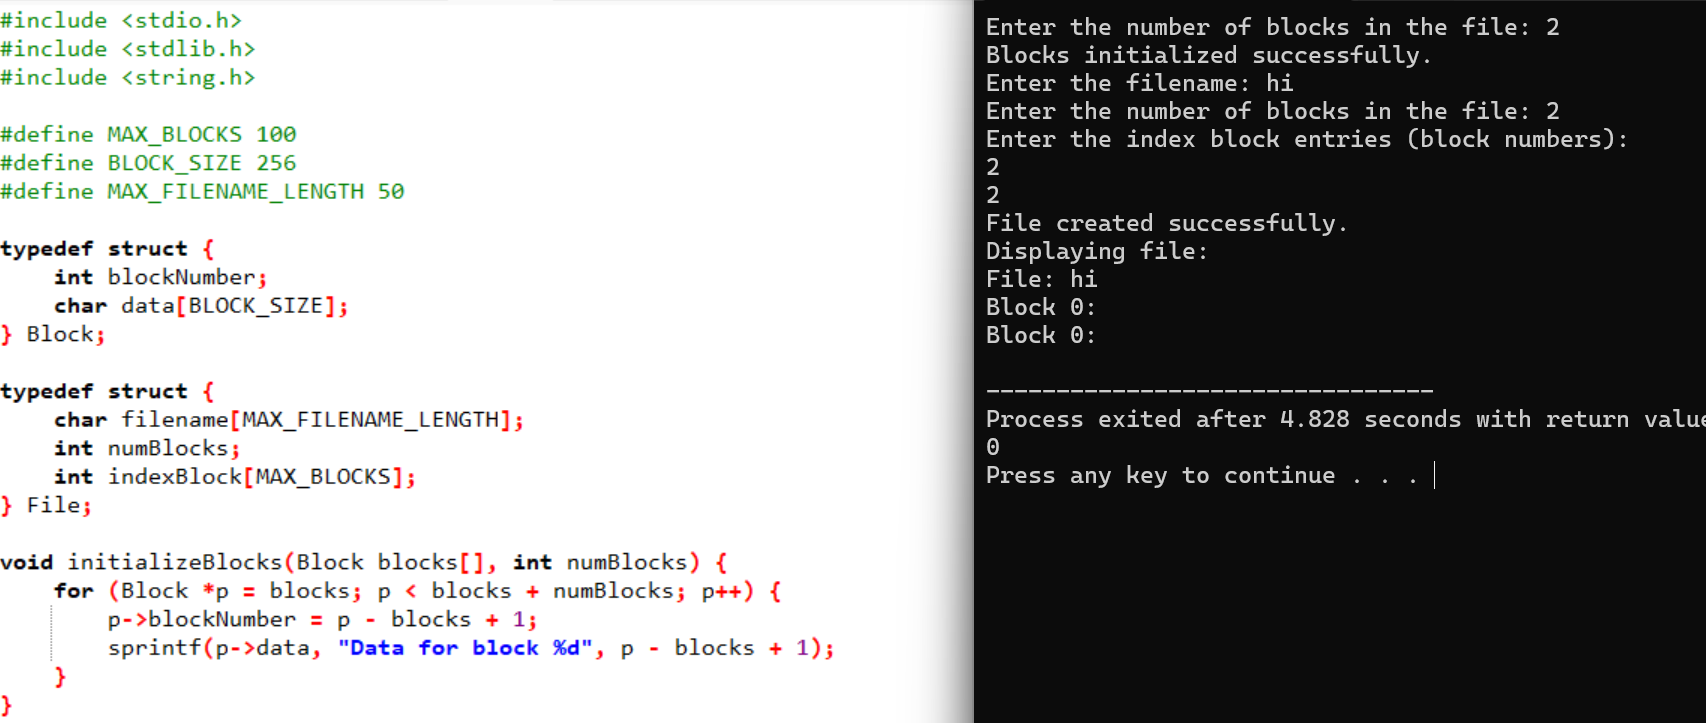 #include <stdio.h>
#include <stdlib.h>
#include <string.h>
#define MAX_BLOCKS 100
#define BLOCK_SIZE 256
#define MAX_FILENAME_LENGTH 50
typedef struct {
    int blockNumber;
    char data[BLOCK_SIZE];
} Block;
typedef struct {
    char filename[MAX_FILENAME_LENGTH];
    int numBlocks;
    int indexBlock[MAX_BLOCKS];
} File;
void initializeBlocks(Block blocks[], int numBlocks) {
    for (Block *p = blocks; p < blocks + numBlocks; p++) {
        p->blockNumber = p - blocks + 1;
        sprintf(p->data, "Data for block %d", p - blocks + 1);
    }
}
Enter the number of blocks in the file: 2
Blocks initialized successfully.
Enter the filename: hi
Enter the number of blocks in the file: 2
Enter the index block entries (block numbers):
2
2
File created successfully.
Displaying file:
File: hi
Block 0:
Block 0:
--------------------------------
Process exited after 4.828 seconds with return value
0
Press any key to continue . . .